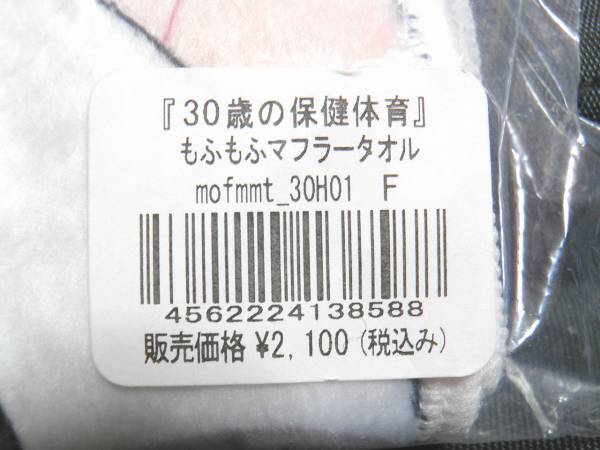 『30歳の保健体育』
もふもふマフラータオル
mofmmt_30H01 F
4562224138588
販売価格 ¥2,100(税込み)